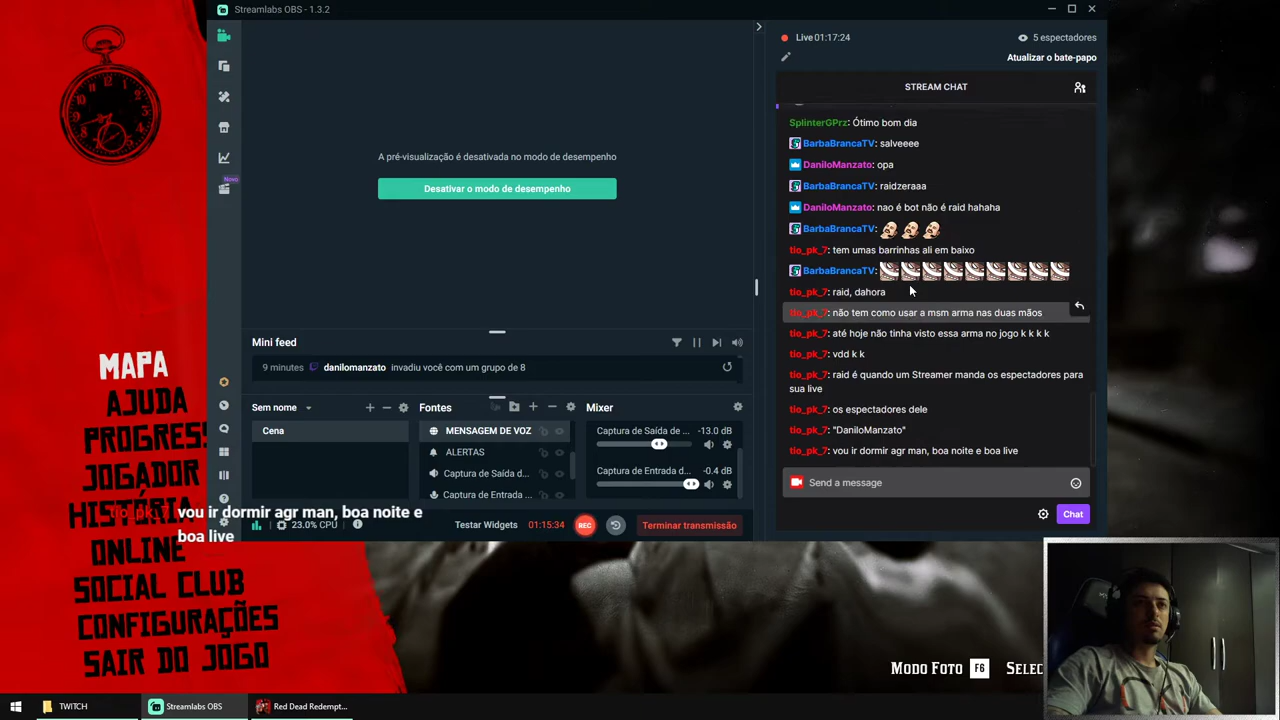 Streamlabs OBS - 1.3.2
Live 01:17:24
5 espectadores
Atualizar o bate-papo
STREAM CHAT
SplinterGPrz: Ótimo bom dia
BarbaBrancaTV: salveeee
DaniloManzato: opa
BarbaBrancaTV: raidzeraaa
DaniloManzato: nao é bot não é raid hahaha
BarbaBrancaTV:
tio_pk_7: tem umas barrinhas ali em baixo
BarbaBrancaTV:
tio_pk_7: raid, dahora
tio_pk_7: não tem como usar a msm arma nas duas mãos
tio_pk_7: até hoje não tinha visto essa arma no jogo k k k k
tio_pk_7: vdd k k
tio_pk_7: raid é quando um Streamer manda os espectadores para
sua live
tio_pk_7: os espectadores dele
tio_pk_7: "DaniloManzato"
tio_pk_7: vou ir dormir agr man, boa noite e boa live
Send a message
Chat
Novo
A pré-visualização é desativada no modo de desempenho
Desativar o modo de desempenho
Mini feed
9 minutes danilomanzato invadiu você com um grupo de 8
Sem nome
Cena
Fontes
MENSAGEM DE VOZ
ALERTAS
Captura de Saída d...
Captura de Entrada ...
Mixer
Captura de Saída de ... -13.0 dB
Captura de Entrada d... -0.4 dB
23.0% CPU
Testar Widgets
01:15:34
REC
Terminar transmissão
MAPA
AJUDA
PROGRES
JOGADOR
HISTÓRIA
ONLINE
SOCIAL CLUB
CONFIGURAÇÕES
SAIR DO JOGO
tio_pk_7 vou ir dormir agr man, boa noite e
boa live
MODO FOTO F6
TWITCH
Streamlabs OBS
Red Dead Redempt...